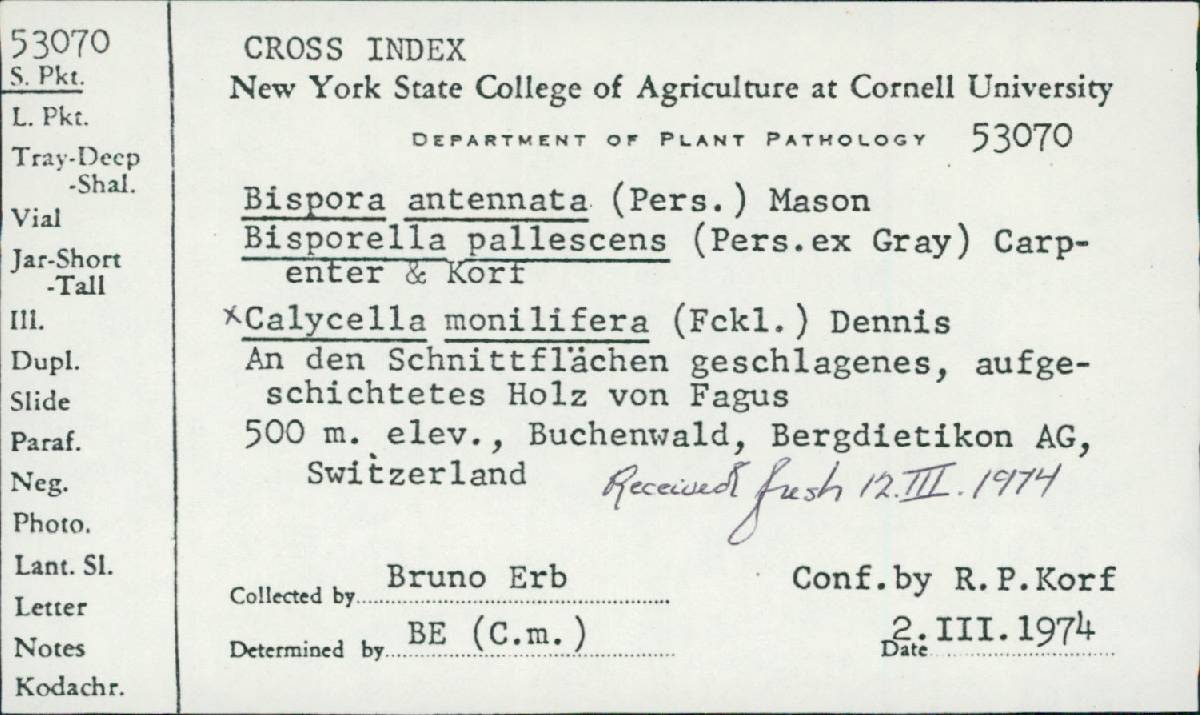 53070
S. Pkt.
L. Pkt.
Tray-Deep
-Shal.
Vial
Jar-Short
-Tall
Ill.
Dupl.
Slide
Paraf.
Neg.
Photo.
Lant. Sl.
Letter
Notes
Kodachr.
CROSS INDEX
New York State College of Agriculture at Cornell University
DEPARTMENT OF PLANT PATHOLOGY 53070
Bispora antennata (Pers.) Mason
Bisporella pallescens (Pers.ex Gray) Carp-
enter & Korf
xCalycella monilifera (Fckl.) Dennis
An den Schnittflächen geschlagenes, aufge-
schichtetes Holz von Fagus
500 m. elev., Buchenwald, Bergdietikon AG,
Switzerland Received fresh 12.III.1974
Collected by Bruno Erb Conf.by R.P.Korf
Determined by BE (C.m.) Date 2.III.1974